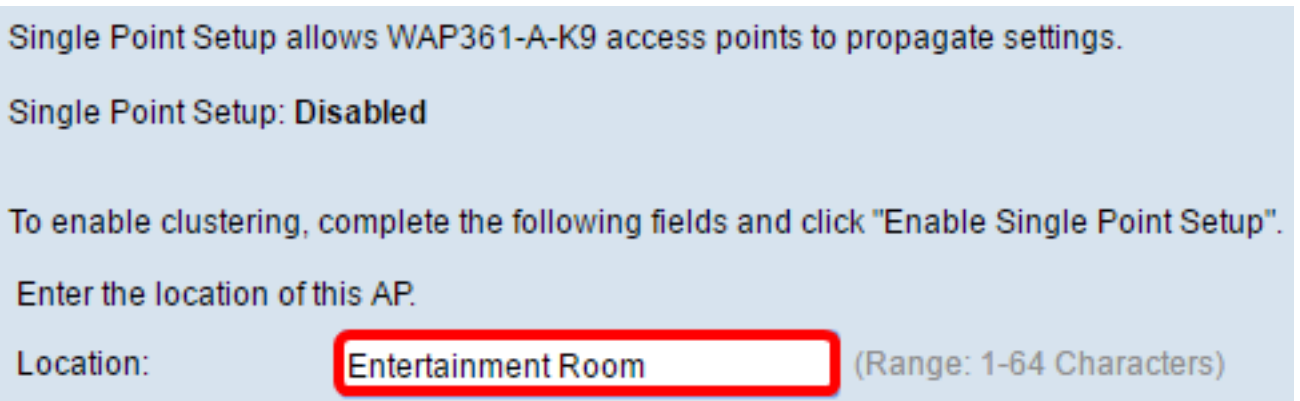 Single Point Setup allows WAP361-A-K9 access points to propagate settings.
Single Point Setup: Disabled
To enable clustering, complete the following fields and click "Enable Single Point Setup".
Enter the location of this AP.
Location: Entertainment Room (Range: 1-64 Characters)